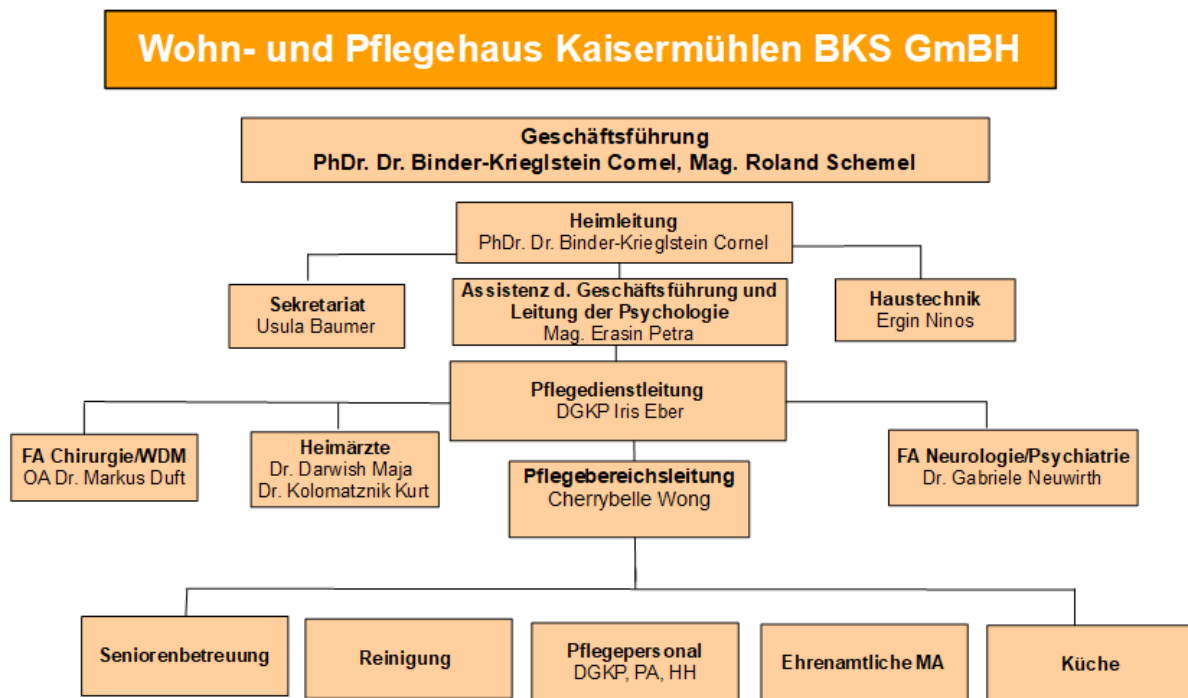 Wohn- und Pflegehaus Kaisermühlen BKS GmBH
Geschäftsführung
PhDr. Dr. Binder-Krieglstein Cornel, Mag. Roland Schemel
Heimleitung
PhDr. Dr. Binder-Krieglstein Cornel
Sekretariat
Usula Baumer
Assistenz d. Geschäftsführung und
Leitung der Psychologie
Mag. Erasin Petra
Haustechnik
Ergin Ninos
Pflegedienstleitung
DGKP Iris Eber
FA Chirurgie/WDM
OA Dr. Markus Duft
Heimärzte
Dr. Darwish Maja
Dr. Kolomatznik Kurt
Pflegebereichsleitung
Cherrybelle Wong
FA Neurologie/Psychiatrie
Dr. Gabriele Neuwirth
Seniorenbetreuung
Reinigung
Pflegepersonal
DGKP, PA, HH
Ehrenamtliche MA
Küche